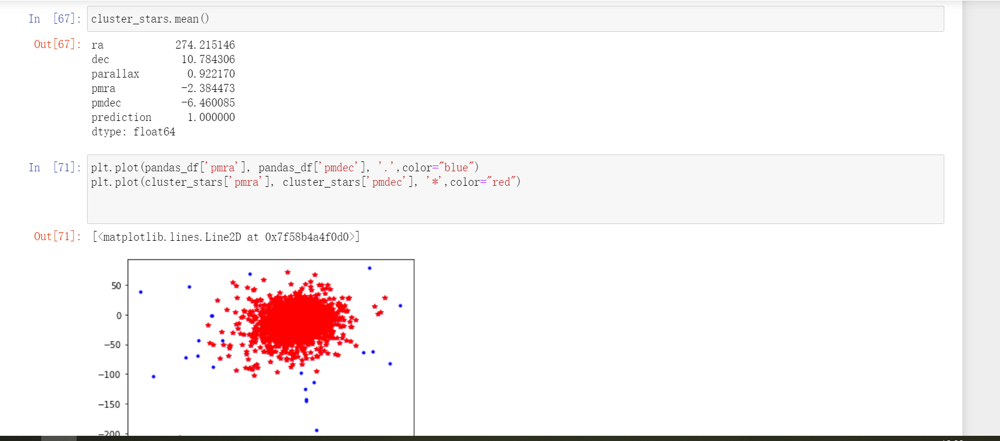 In [67]: cluster_stars.mean()
Out[67]: ra 274.215146
dec 10.784306
parallax 0.922170
pmra -2.384473
pmdec -6.460085
prediction 1.000000
dtype: float64
In [71]: plt.plot(pandas_df['pmra'], pandas_df['pmdec'], '.',color="blue")
plt.plot(cluster_stars['pmra'], cluster_stars['pmdec'], '*',color="red")
Out[71]: [<matplotlib.lines.Line2D at 0x7f58b4a4f0d0>]
50
0
−50
−100
−150
−200